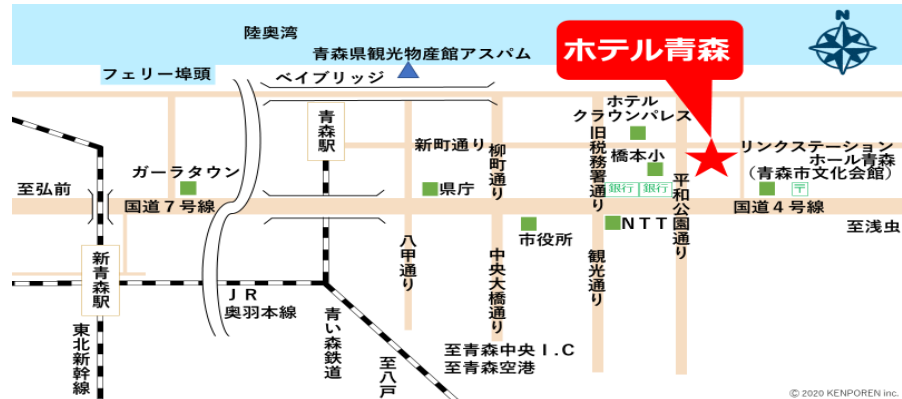 陸奥湾
N
青森県観光物産館アスパム
ホテル青森
フェリー埠頭
ベイブリッジ
ホテル
クラウンパレス
青森駅
新町通り
柳町通り
旧税務署通り
橋本小
リンクステーション
ホール青森
(青森市文化会館)
ガーラタウン
至弘前
県庁
銀行
銀行
平和公園通り
〒
国道7号線
国道4号線
市役所
NTT
至浅虫
新青森駅
八甲通り
中央大橋通り
観光通り
JR
奥羽本線
東北新幹線
青い森鉄道
至八戸
至青森中央I.C
至青森空港
© 2020 KENPOREN inc.